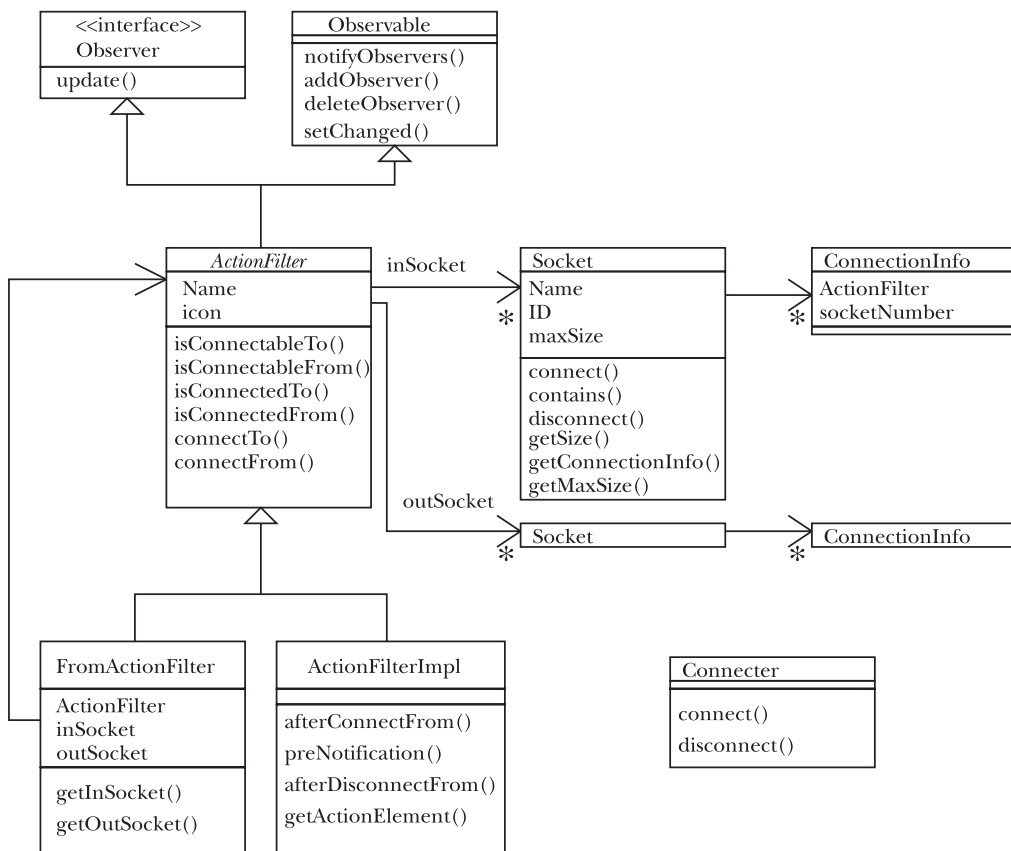 <<interface>>
Observer
update()
Observable
notifyObservers()
addObserver()
deleteObserver()
setChanged()
ActionFilter
Name
icon
isConnectableTo()
isConnectableFrom()
isConnectedTo()
isConnectedFrom()
connectTo()
connectFrom()
inSocket
*
Socket
Name
ID
maxSize
connect()
contains()
disconnect()
getSize()
getConnectionInfo()
getMaxSize()
*
ConnectionInfo
ActionFilter
socketNumber
outSocket
*
Socket
*
ConnectionInfo
FromActionFilter
ActionFilter
inSocket
outSocket
getInSocket()
getOutSocket()
ActionFilterImpl
afterConnectFrom()
preNotification()
afterDisconnectFrom()
getActionElement()
Connecter
connect()
disconnect()